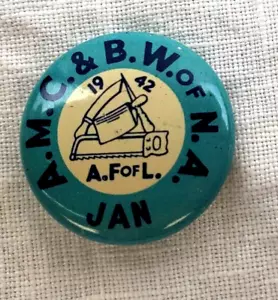 A.M.C. & B.W. OF N.A.
19 42
A.F OF L.
JAN